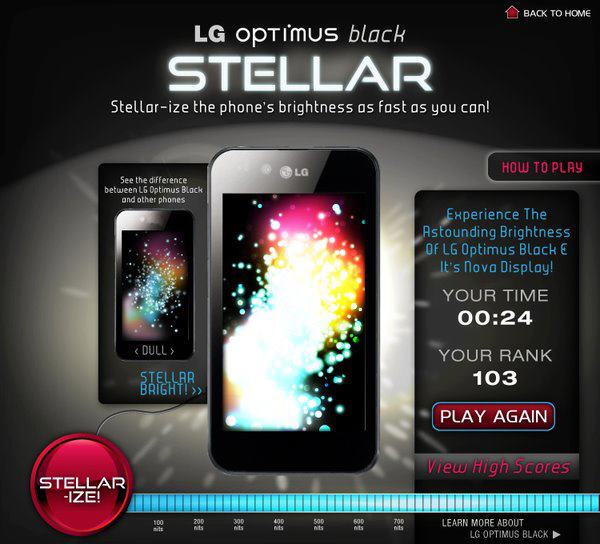 BACK TO HOME
LG optimus black
STELLAR
Stellar-ize the phone's brightness as fast as you can!
HOW TO PLAY
See the difference
between LG Optimus Black
and other phones
< DULL >
STELLAR
BRIGHT! >>
LG
Experience The
Astounding Brightness
Of LG Optimus Black &
It's Nova Display!
YOUR TIME
00:24
YOUR RANK
103
PLAY AGAIN
View High Scores
STELLAR
-IZE!
100 nits 200 nits 300 nits 400 nits 500 nits 600 nits 700 nits
LEARN MORE ABOUT
LG OPTIMUS BLACK ▶